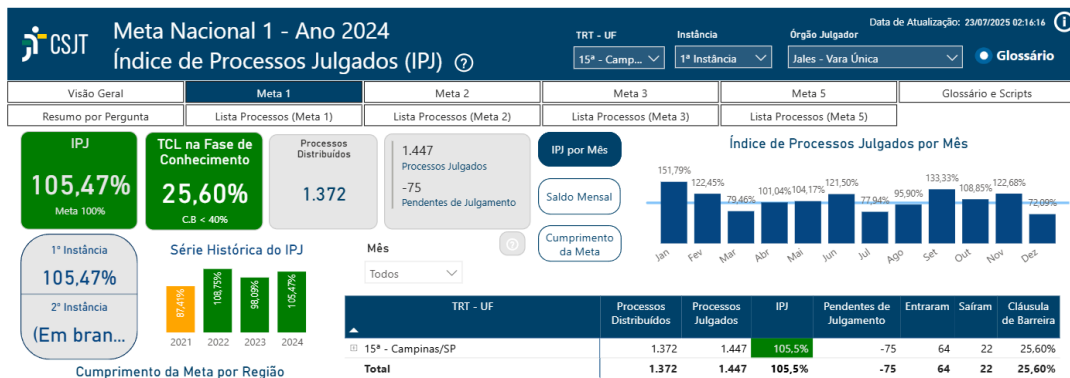 CSJT
Meta Nacional 1 - Ano 2024
Índice de Processos Julgados (IPJ) ?
Data de Atualização: 23/07/2025 02:16:16
TRT - UF
Instância
Órgão Julgador
15ª - Camp...
1ª Instância
Jales - Vara Única
Glossário
Visão Geral
Meta 1
Meta 2
Meta 3
Meta 5
Glossário e Scripts
Resumo por Pergunta
Lista Processos (Meta 1)
Lista Processos (Meta 2)
Lista Processos (Meta 3)
Lista Processos (Meta 5)
IPJ
105,47%
Meta 100%
TCL na Fase de
Conhecimento
25,60%
C.B < 40%
Processos
Distribuídos
1.372
1.447
Processos Julgados
-75
Pendentes de Julgamento
IPJ por Mês
Saldo Mensal
Cumprimento
da Meta
Índice de Processos Julgados por Mês
151,79%
122,45%
79,46%
101,04%
104,17%
121,50%
77,94%
95,90%
133,33%
108,85%
122,68%
72,09%
Jan
Fev
Mar
Abr
Mai
Jun
Jul
Ago
Set
Out
Nov
Dez
1ª Instância
105,47%
2ª Instância
(Em bran...
Série Histórica do IPJ
87,41%
108,75%
98,09%
105,47%
2021
2022
2023
2024
Mês
Todos
?
TRT - UF
Processos
Distribuídos
Processos
Julgados
IPJ
Pendentes de
Julgamento
Entraram
Saíram
Cláusula
de Barreira
15ª - Campinas/SP 1.372 1.447 105,5% -75 64 22 25,60%
Total 1.372 1.447 105,5% -75 64 22 25,60%
Cumprimento da Meta por Região